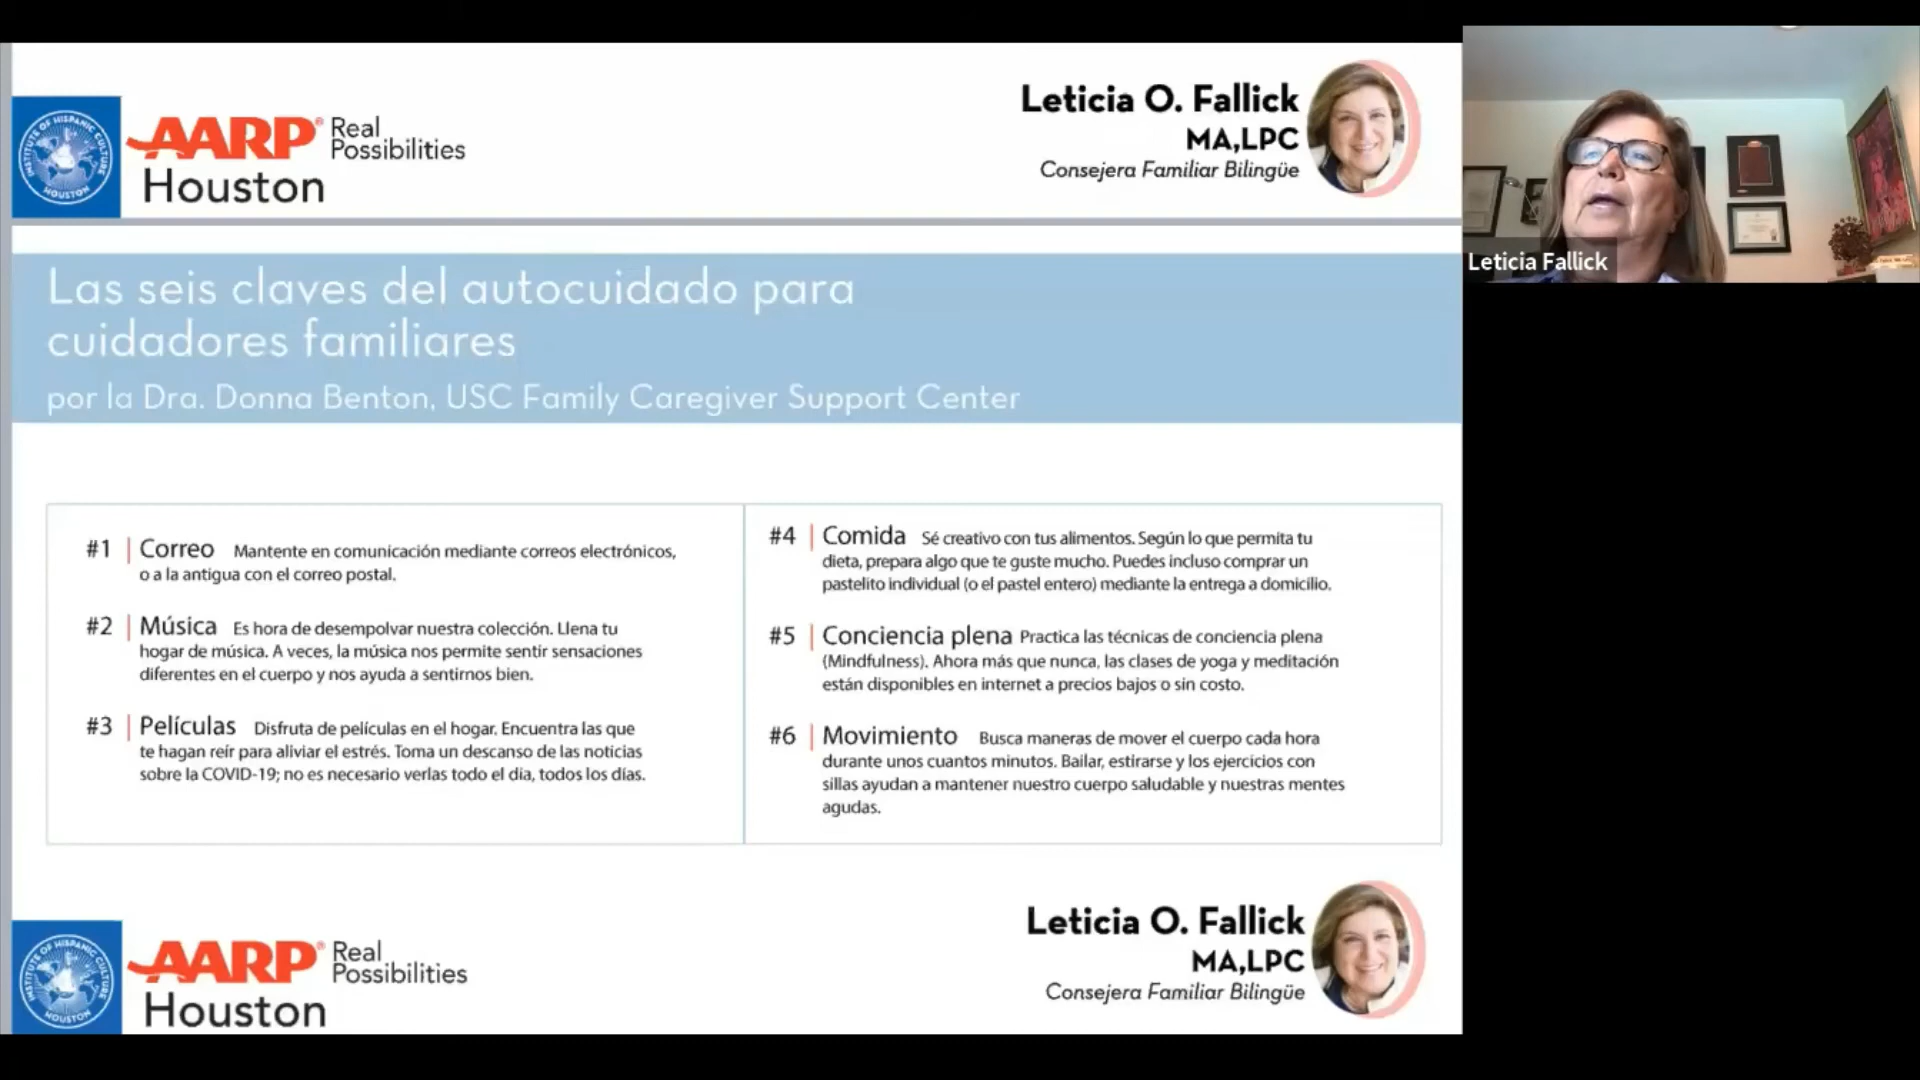 INSTITUTE OF HISPANIC CULTURE
HOUSTON
AARP® Real
Possibilities
Houston
Leticia O. Fallick
MA,LPC
Consejera Familiar Bilingüe
Leticia Fallick
Las seis claves del autocuidado para
cuidadores familiares
por la Dra. Donna Benton, USC Family Caregiver Support Center
#1 Correo Mantente en comunicación mediante correos electrónicos,
o a la antigua con el correo postal.
#2 Música Es hora de desempolvar nuestra colección. Llena tu
hogar de música. A veces, la música nos permite sentir sensaciones
diferentes en el cuerpo y nos ayuda a sentirnos bien.
#3 Películas Disfruta de películas en el hogar. Encuentra las que
te hagan reír para aliviar el estrés. Toma un descanso de las noticias
sobre la COVID-19; no es necesario verlas todo el día, todos los días.
#4 Comida Sé creativo con tus alimentos. Según lo que permita tu
dieta, prepara algo que te guste mucho. Puedes incluso comprar un
pastelito individual (o el pastel entero) mediante la entrega a domicilio.
#5 Conciencia plena Practica las técnicas de conciencia plena
(Mindfulness). Ahora más que nunca, las clases de yoga y meditación
están disponibles en internet a precios bajos o sin costo.
#6 Movimiento Busca maneras de mover el cuerpo cada hora
durante unos cuantos minutos. Bailar, estirarse y los ejercicios con
sillas ayudan a mantener nuestro cuerpo saludable y nuestras mentes
agudas.
INSTITUTE OF HISPANIC CULTURE
HOUSTON
AARP® Real
Possibilities
Houston
Leticia O. Fallick
MA,LPC
Consejera Familiar Bilingüe